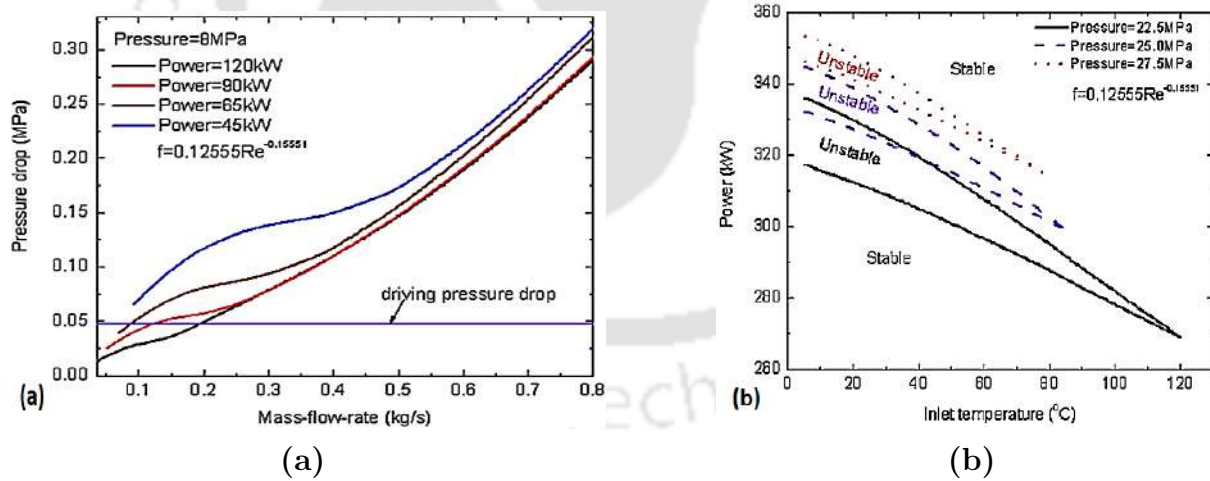 Pressure=8MPa
Power=120kW
Power=90kW
Power=65kW
Power=45kW
f=0.12555Re^-0.15551
driving pressure drop
0.30
0.25
0.20
0.15
0.10
0.05
0.00
Pressure drop (MPa)
0.1 0.2 0.3 0.4 0.5 0.6 0.7 0.8
Mass-flow-rate (kg/s)
(a)
(a)
Pressure=22.5MPa
Pressure=25.0MPa
Pressure=27.5MPa
f=0.12555Re^-0.15551
Stable
Unstable
Unstable
Unstable
Stable
360
340
320
300
280
260
Power (kW)
0 20 40 60 80 100 120
Inlet temperature (⁰C)
(b)
(b)
ech